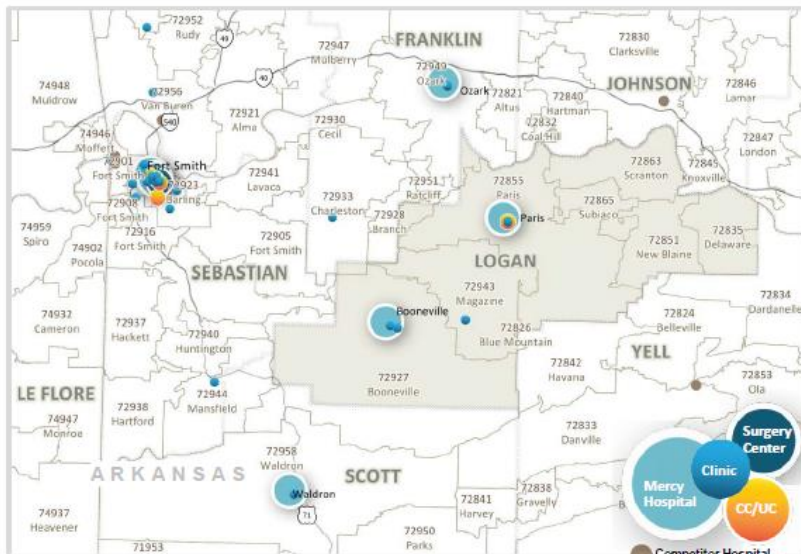 72952
Rudy
49
FRANKLIN
72947
Mulberry
72830
Clarksville
72949
Ozark
Ozark
40
JOHNSON
74948
Muldrow
72956
Van Buren
72821
Altus
72840
Hartman
72846
Lamar
540
72921
Alma
72930
Cecil
72832
Coal Hill
74946
Moffett
72847
London
72901
Fort Smith
Fort Smith
72941
Lavaca
72951
Ratcliff
72855
Paris
Paris
72863
Scranton
72845
Knoxville
72923
Barling
72933
Charleston
72865
Subiaco
72908
Fort Smith
72928
Branch
72835
Delaware
74959
Spiro
72916
Fort Smith
72905
Fort Smith
72851
New Blaine
74902
Pocola
SEBASTIAN
LOGAN
72943
Magazine
72834
Dardanelle
74932
Cameron
72937
Hackett
Booneville
72824
Belleville
72940
Huntington
72826
Blue Mountain
YELL
72842
Havana
72853
Ola
72927
Booneville
LE FLORE
72944
Mansfield
72938
Hartford
74947
Monroe
72833
Danville
Surgery
Center
ARKANSAS
72958
Waldron
Waldron
SCOTT
Clinic
Mercy
Hospital
CC/UC
71
72841
Harvey
72838
Gravelly
74937
Heavener
72950
Parks
71953
Competitor Hospital